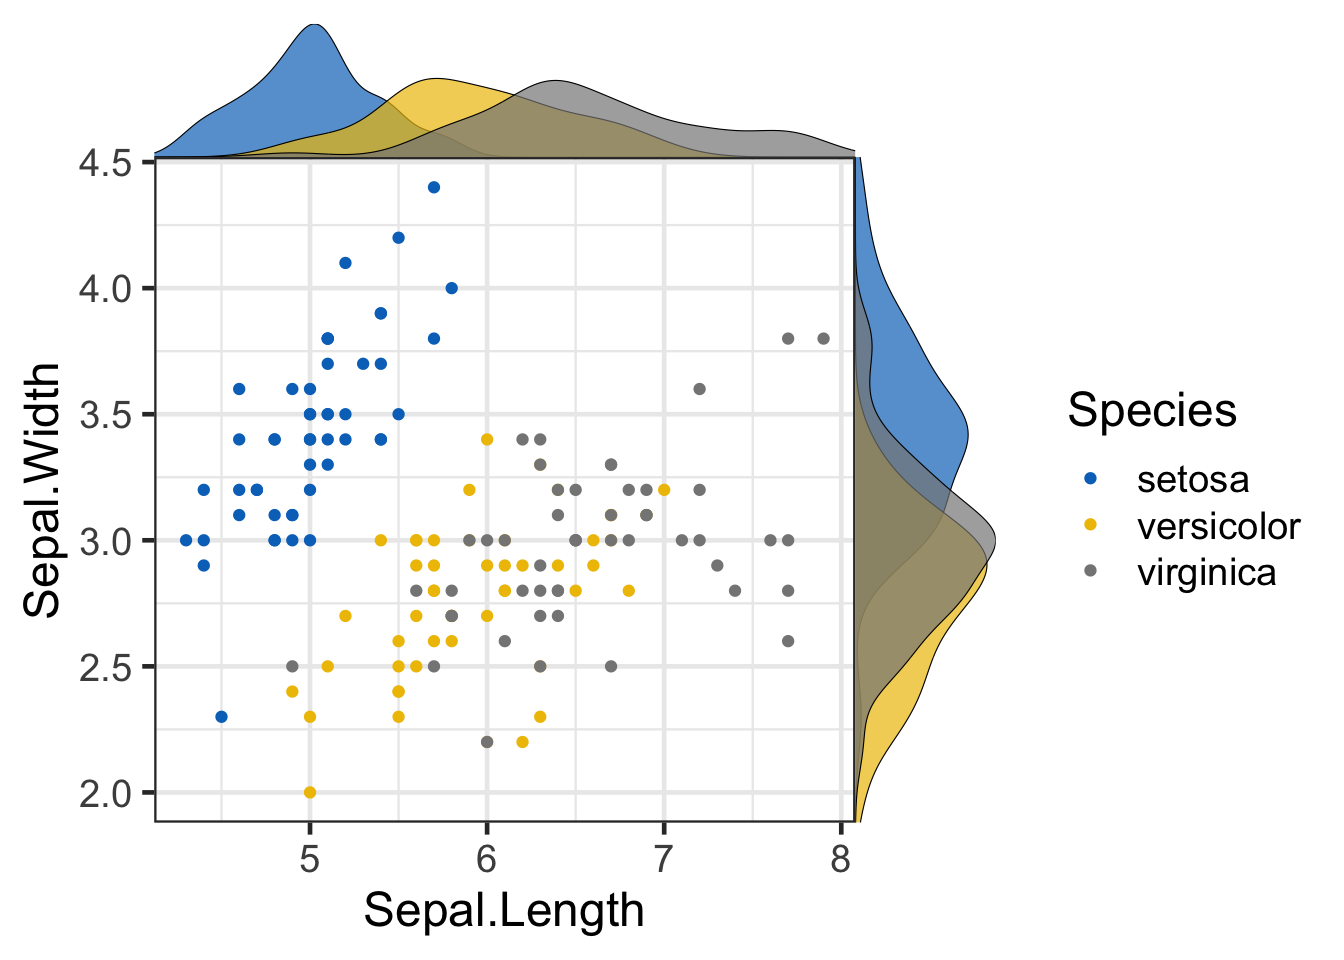 4.5
4.0
3.5
3.0
2.5
2.0
Sepal.Width
5 6 7 8
Sepal.Length
Species
setosa
versicolor
virginica